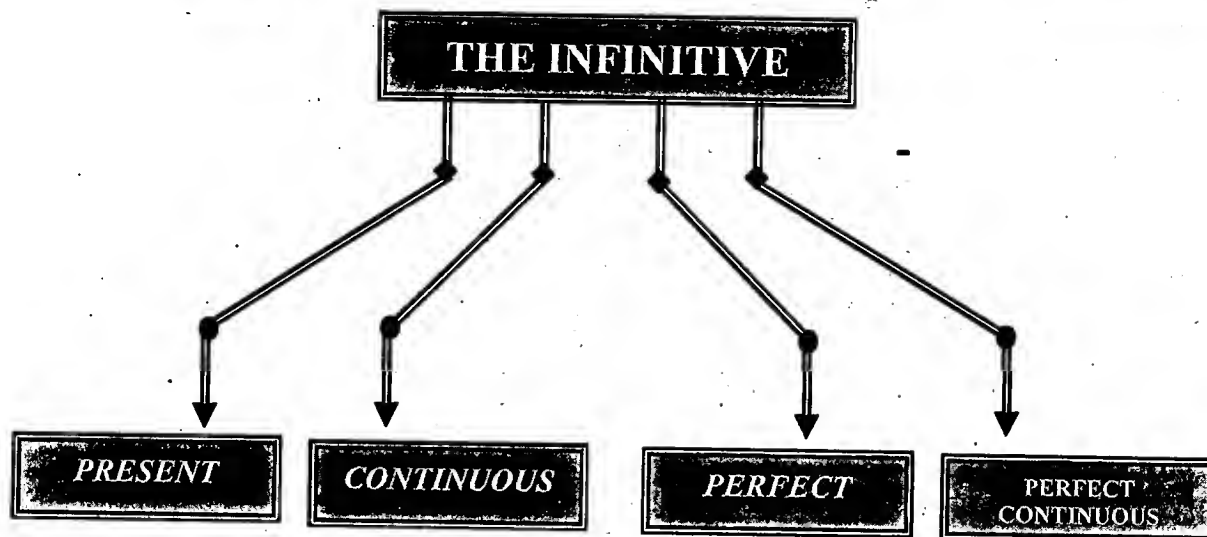 THE INFINITIVE
PRESENT
CONTINUOUS
PERFECT
PERFECT
CONTINUOUS